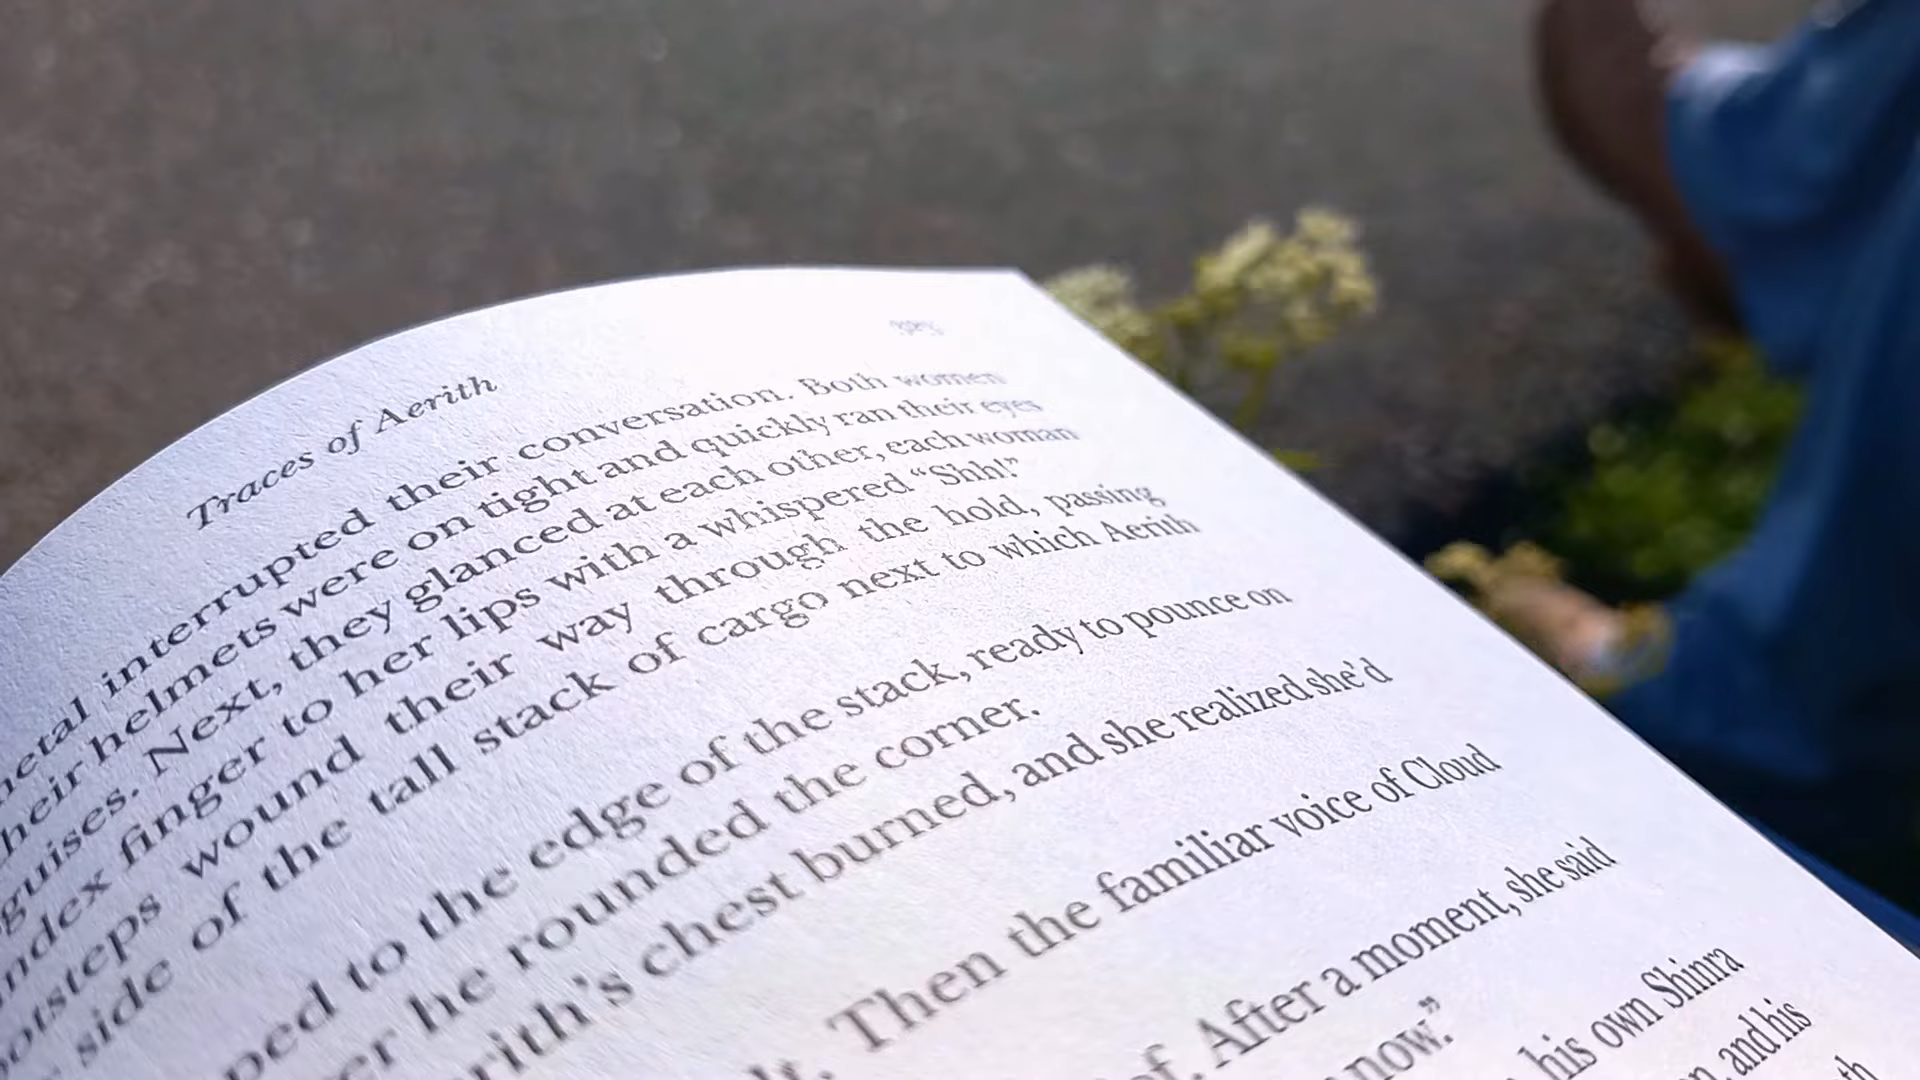 Traces of Aerith
metal interrupted their conversation. Both women
their helmets were on tight and quickly ran their eyes
guises. Next, they glanced at each other, each woman
index finger to her lips with a whispered “Shh!”
ootsteps wound their way through the hold, passing
side of the tall stack of cargo next to which Aerith
ped to the edge of the stack, ready to pounce on
er he rounded the corner.
rith’s chest burned, and she realized she’d
Then the familiar voice of Cloud
of. After a moment, she said
now.”
his own Shinra
and his